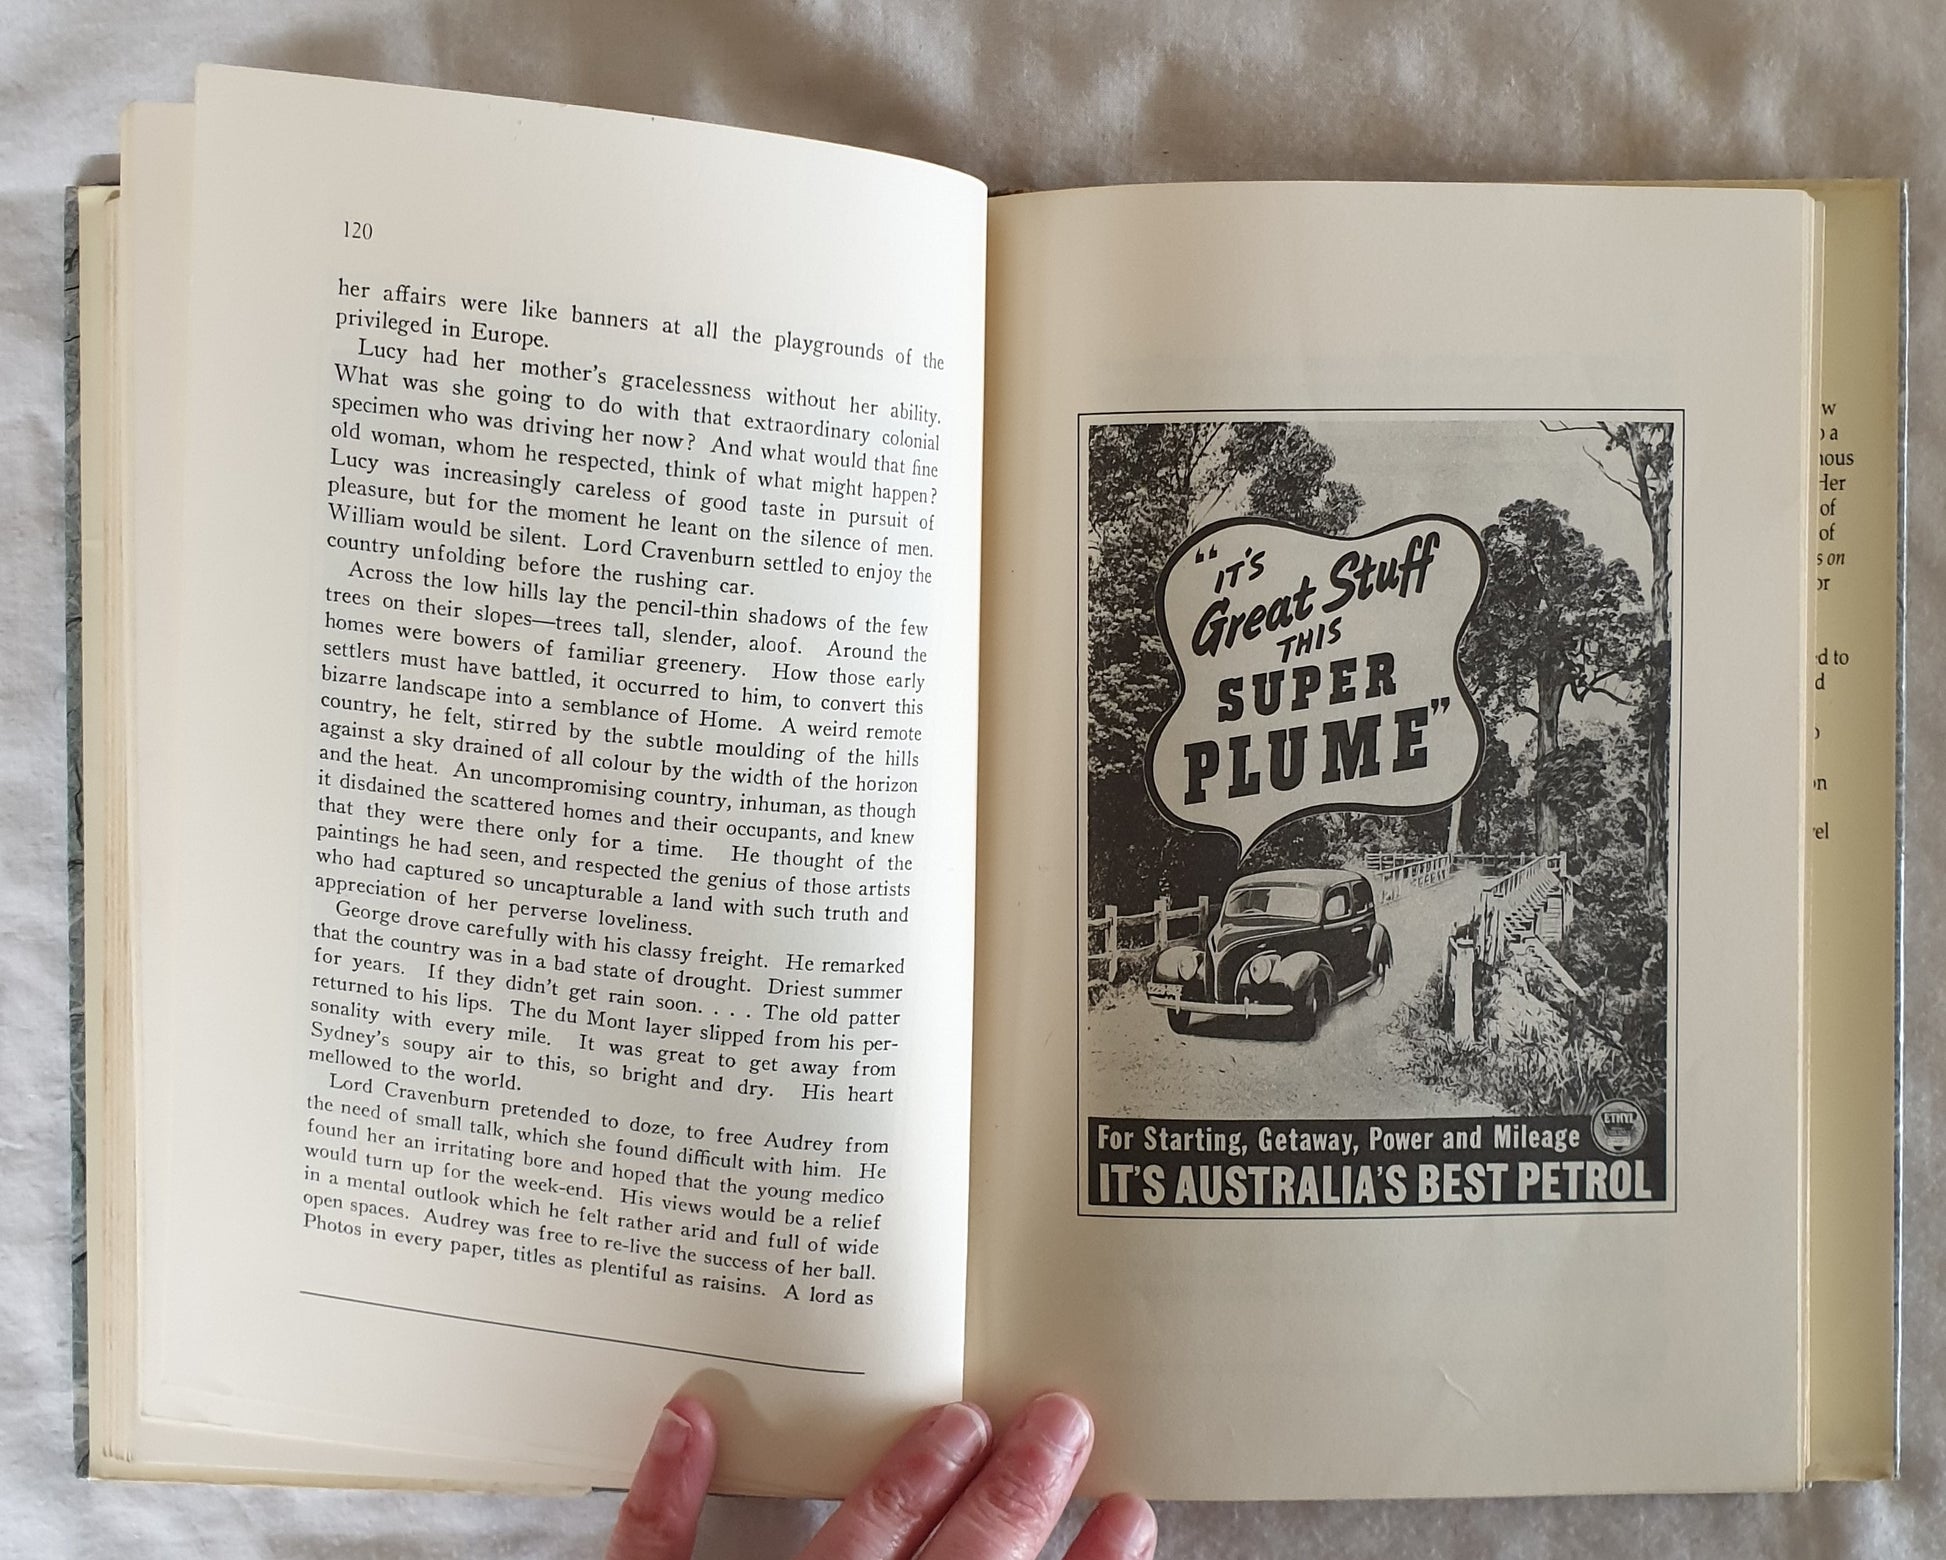 120
her affairs were like banners at all the playgrounds of the
privileged in Europe.
Lucy had her mother's gracelessness without her ability.
What was she going to do with that extraordinary colonial
specimen who was driving her now? And what would that fine
old woman, whom he respected, think of what might happen?
Lucy was increasingly careless of good taste in pursuit of
pleasure, but for the moment he leant on the silence of men.
William would be silent. Lord Cravenburn settled to enjoy the
country unfolding before the rushing car.
Across the low hills lay the pencil-thin shadows of the few
trees on their slopes—trees tall, slender, aloof. Around the
homes were bowers of familiar greenery. How those early
settlers must have battled, it occurred to him, to convert this
bizarre landscape into a semblance of Home. A weird remote
country, he felt, stirred by the subtle moulding of the hills
against a sky drained of all colour by the width of the horizon
and the heat. An uncompromising country, inhuman, as though
it disdained the scattered homes and their occupants, and knew
that they were there only for a time. He thought of the
paintings he had seen, and respected the genius of those artists
who had captured so uncapturable a land with such truth and
appreciation of her perverse loveliness.
George drove carefully with his classy freight. He remarked
that the country was in a bad state of drought. Driest summer
for years. If they didn't get rain soon. . . . The old patter
returned to his lips. The du Mont layer slipped from his per-
sonality with every mile. It was great to get away from
Sydney's soupy air to this, so bright and dry. His heart
mellowed to the world.
Lord Cravenburn pretended to doze, to free Audrey from
the need of small talk, which she found difficult with him. He
found her an irritating bore and hoped that the young medico
would turn up for the week-end. His views would be a relief
in a mental outlook which he felt rather arid and full of wide
open spaces. Audrey was free to re-live the success of her ball.
Photos in every paper, titles as plentiful as raisins. A lord as
"IT'S
Great Stuff
THIS
SUPER
PLUME"
ETHYL
For Starting, Getaway, Power and Mileage
IT'S AUSTRALIA'S BEST PETROL
w
a
Her
of
of
on
ed to